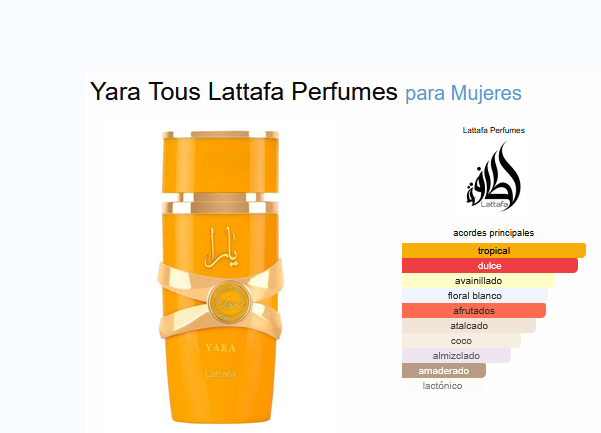 Yara Tous Lattafa Perfumes para Mujeres
Lattafa Perfumes
لطافة
Lattafa
acordes principales
tropical
dulce
avainillado
floral blanco
afrutados
atalcado
coco
almizclado
amaderado
lactónico
يارا
YARA
Lattafa